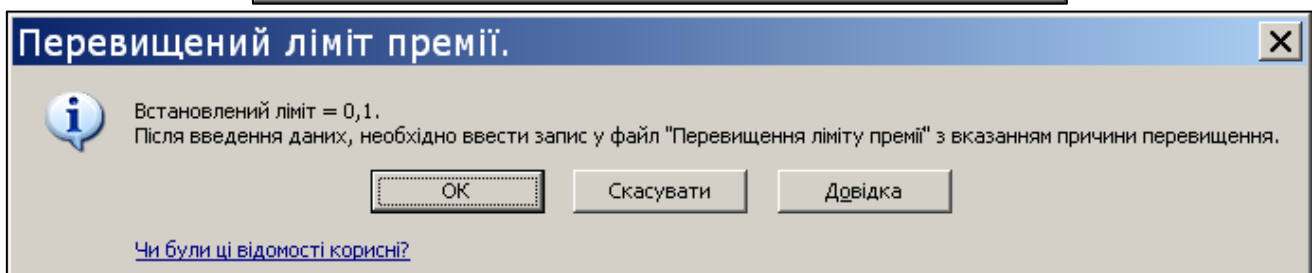 Перевищений ліміт премії.
Встановлений ліміт = 0,1.
Після введення даних, необхідно ввести запис у файл "Перевищення ліміту премії" з вказанням причини перевищення.
ОК
Скасувати
Довідка
Чи були ці відомості корисні?